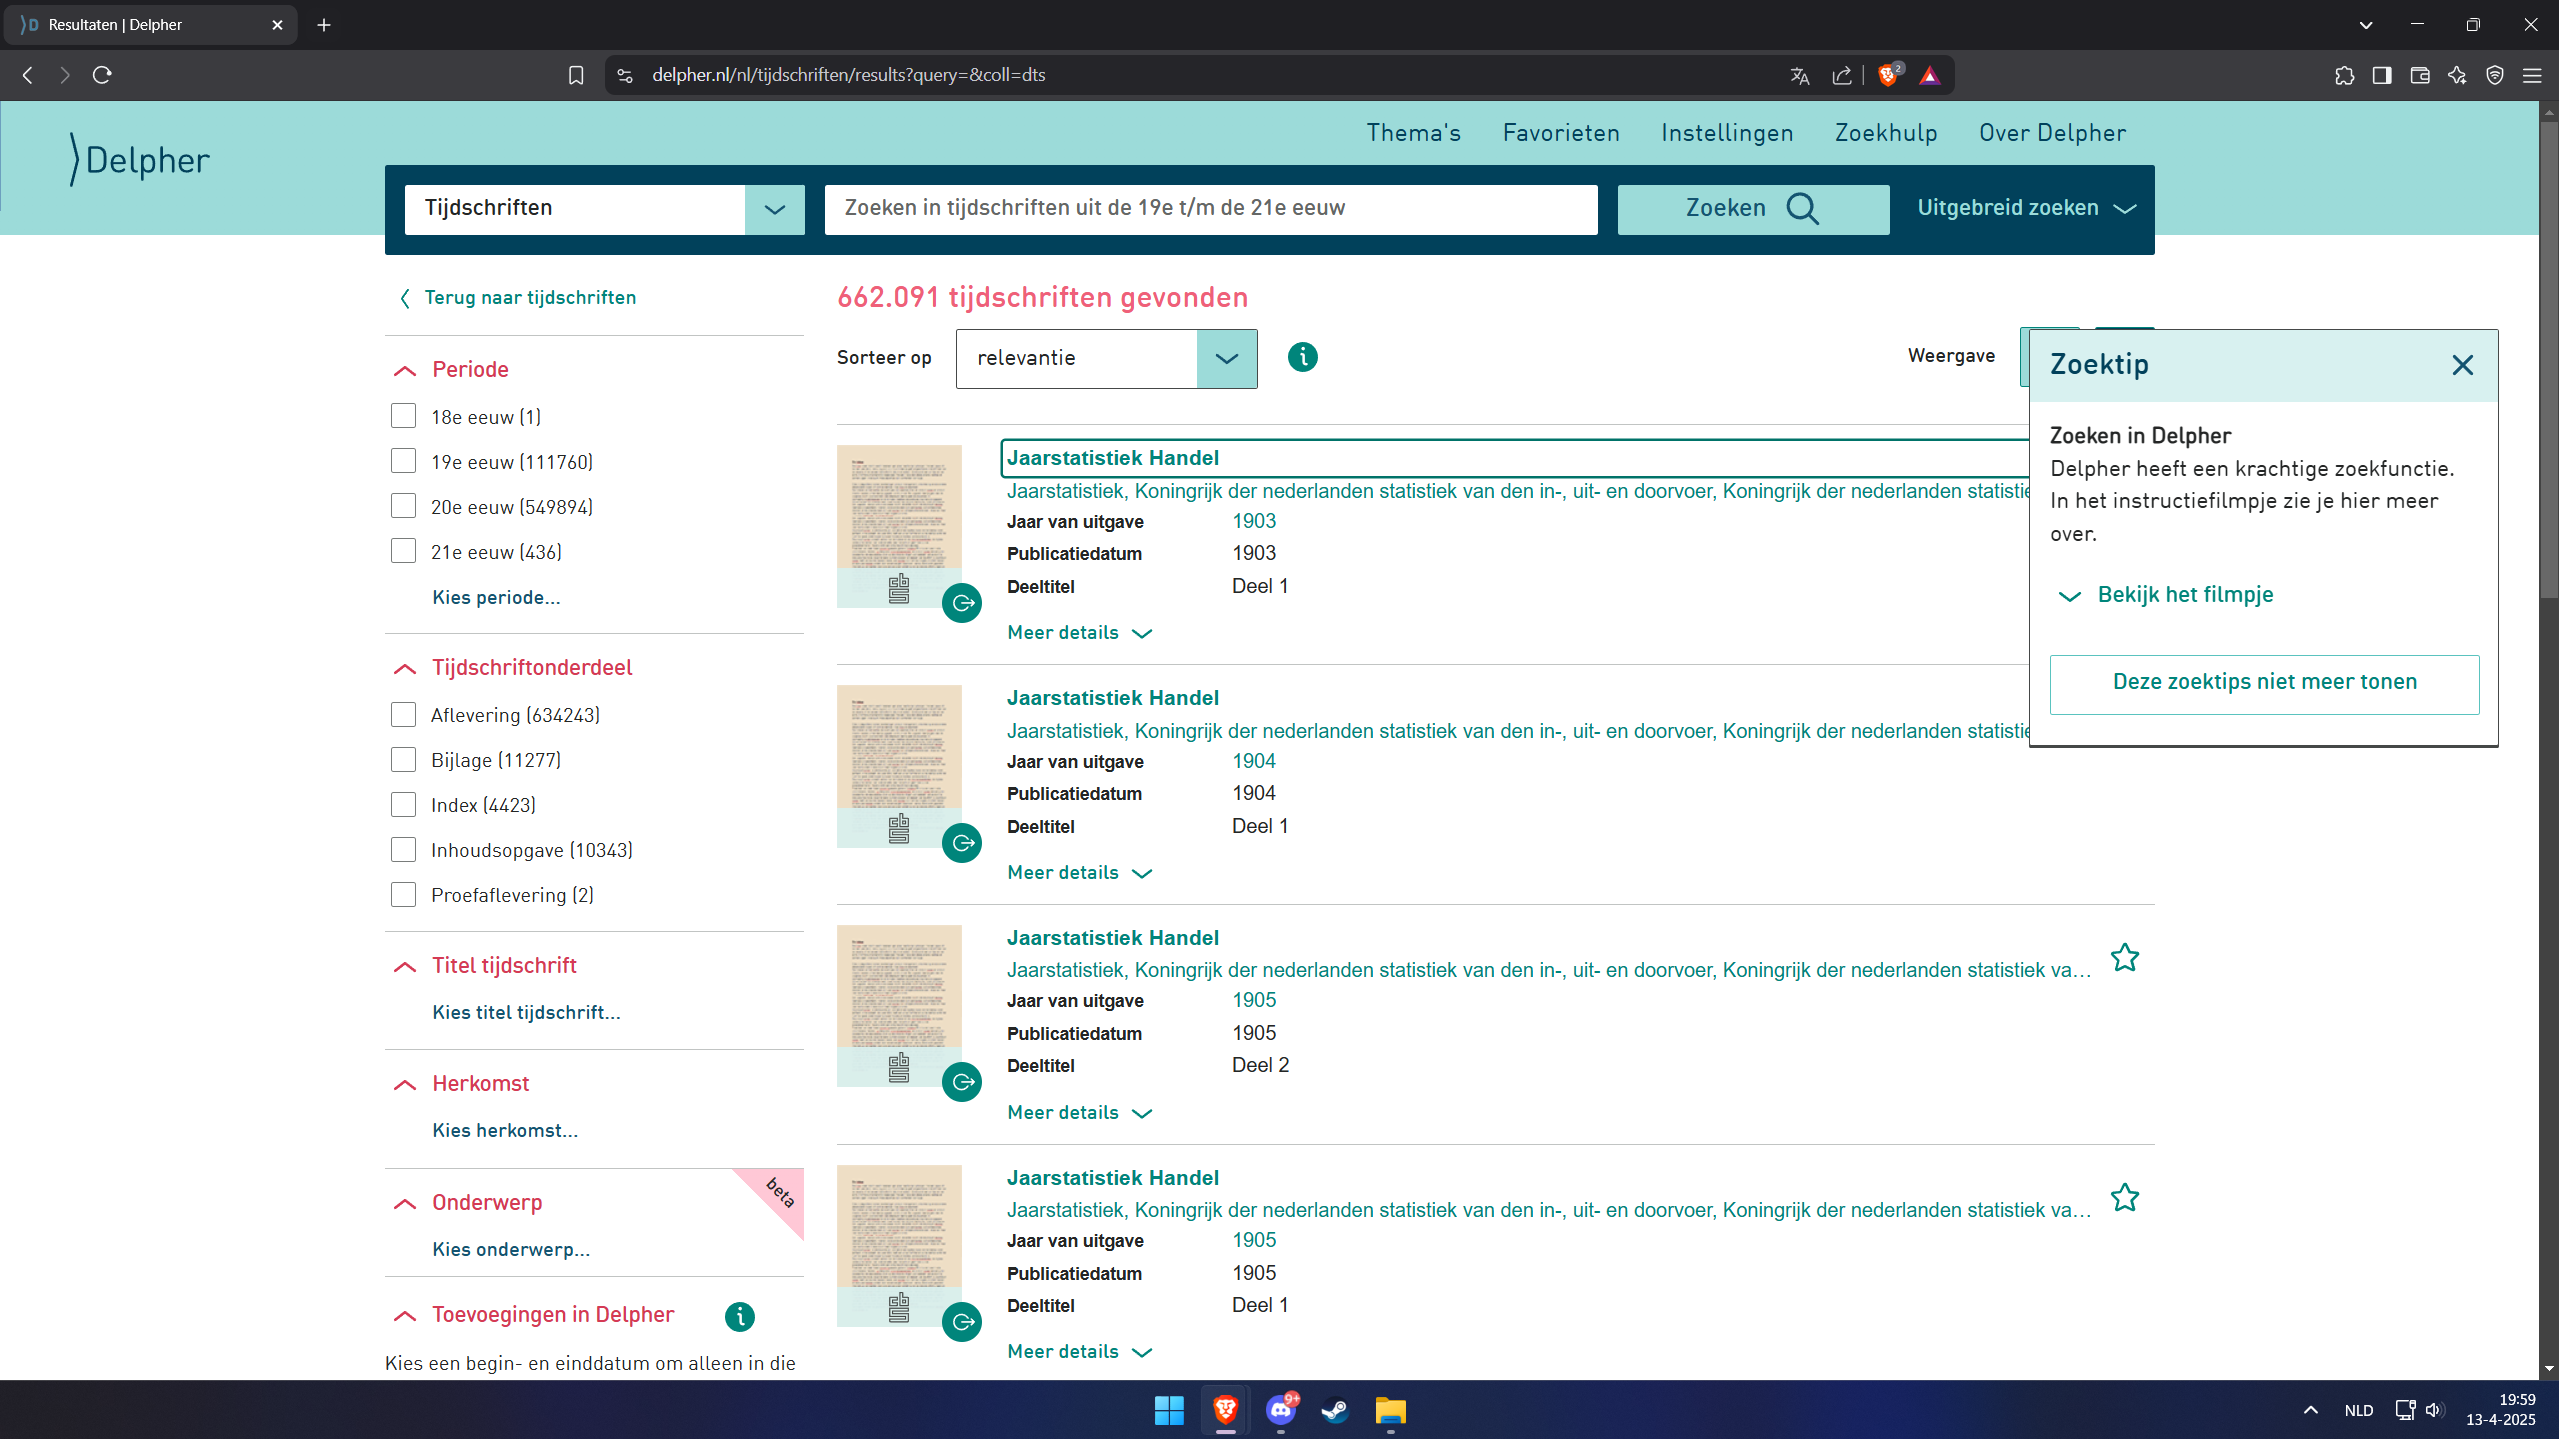 Resultaten | Delpher
delpher.nl/nl/tijdschriften/results?query=&coll=dts
2
Delpher
Thema's
Favorieten
Instellingen
Zoekhulp
Over Delpher
Tijdschriften
Zoeken in tijdschriften uit de 19e t/m de 21e eeuw
Zoeken
Uitgebreid zoeken
Terug naar tijdschriften
Periode
18e eeuw (1)
19e eeuw (111760)
20e eeuw (549894)
21e eeuw (436)
Kies periode...
Tijdschriftonderdeel
Aflevering (634243)
Bijlage (11277)
Index (4423)
Inhoudsopgave (10343)
Proefaflevering (2)
Titel tijdschrift
Kies titel tijdschrift...
Herkomst
Kies herkomst...
Onderwerp
beta
Kies onderwerp...
Toevoegingen in Delpher
i
Kies een begin- en einddatum om alleen in die
662.091 tijdschriften gevonden
Sorteer op
relevantie
i
Weergave
Jaarstatistiek Handel
Jaarstatistiek, Koningrijk der nederlanden statistiek van den in-, uit- en doorvoer, Koningrijk der nederlanden statistie
Jaar van uitgave 1903
Publicatiedatum 1903
Deeltitel Deel 1
cbs
Meer details
Jaarstatistiek Handel
Jaarstatistiek, Koningrijk der nederlanden statistiek van den in-, uit- en doorvoer, Koningrijk der nederlanden statistie
Jaar van uitgave 1904
Publicatiedatum 1904
Deeltitel Deel 1
cbs
Meer details
Jaarstatistiek Handel
Jaarstatistiek, Koningrijk der nederlanden statistiek van den in-, uit- en doorvoer, Koningrijk der nederlanden statistiek va...
Jaar van uitgave 1905
Publicatiedatum 1905
Deeltitel Deel 2
cbs
Meer details
Jaarstatistiek Handel
Jaarstatistiek, Koningrijk der nederlanden statistiek van den in-, uit- en doorvoer, Koningrijk der nederlanden statistiek va...
Jaar van uitgave 1905
Publicatiedatum 1905
Deeltitel Deel 1
cbs
Meer details
Zoektip
Zoeken in Delpher
Delpher heeft een krachtige zoekfunctie.
In het instructiefilmpje zie je hier meer
over.
Bekijk het filmpje
Deze zoektips niet meer tonen
9+
NLD
19:59
13-4-2025